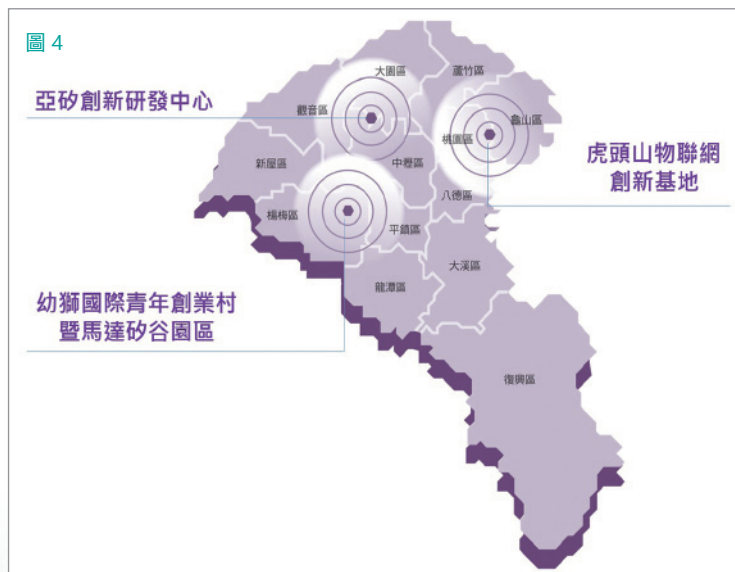 圖 4
大園區
蘆竹區
亞矽創新研發中心
觀音區
龜山區
桃園區
虎頭山物聯網
創新基地
新屋區
中壢區
八德區
楊梅區
平鎮區
大溪區
龍潭區
幼獅國際青年創業村
暨馬達矽谷園區
復興區